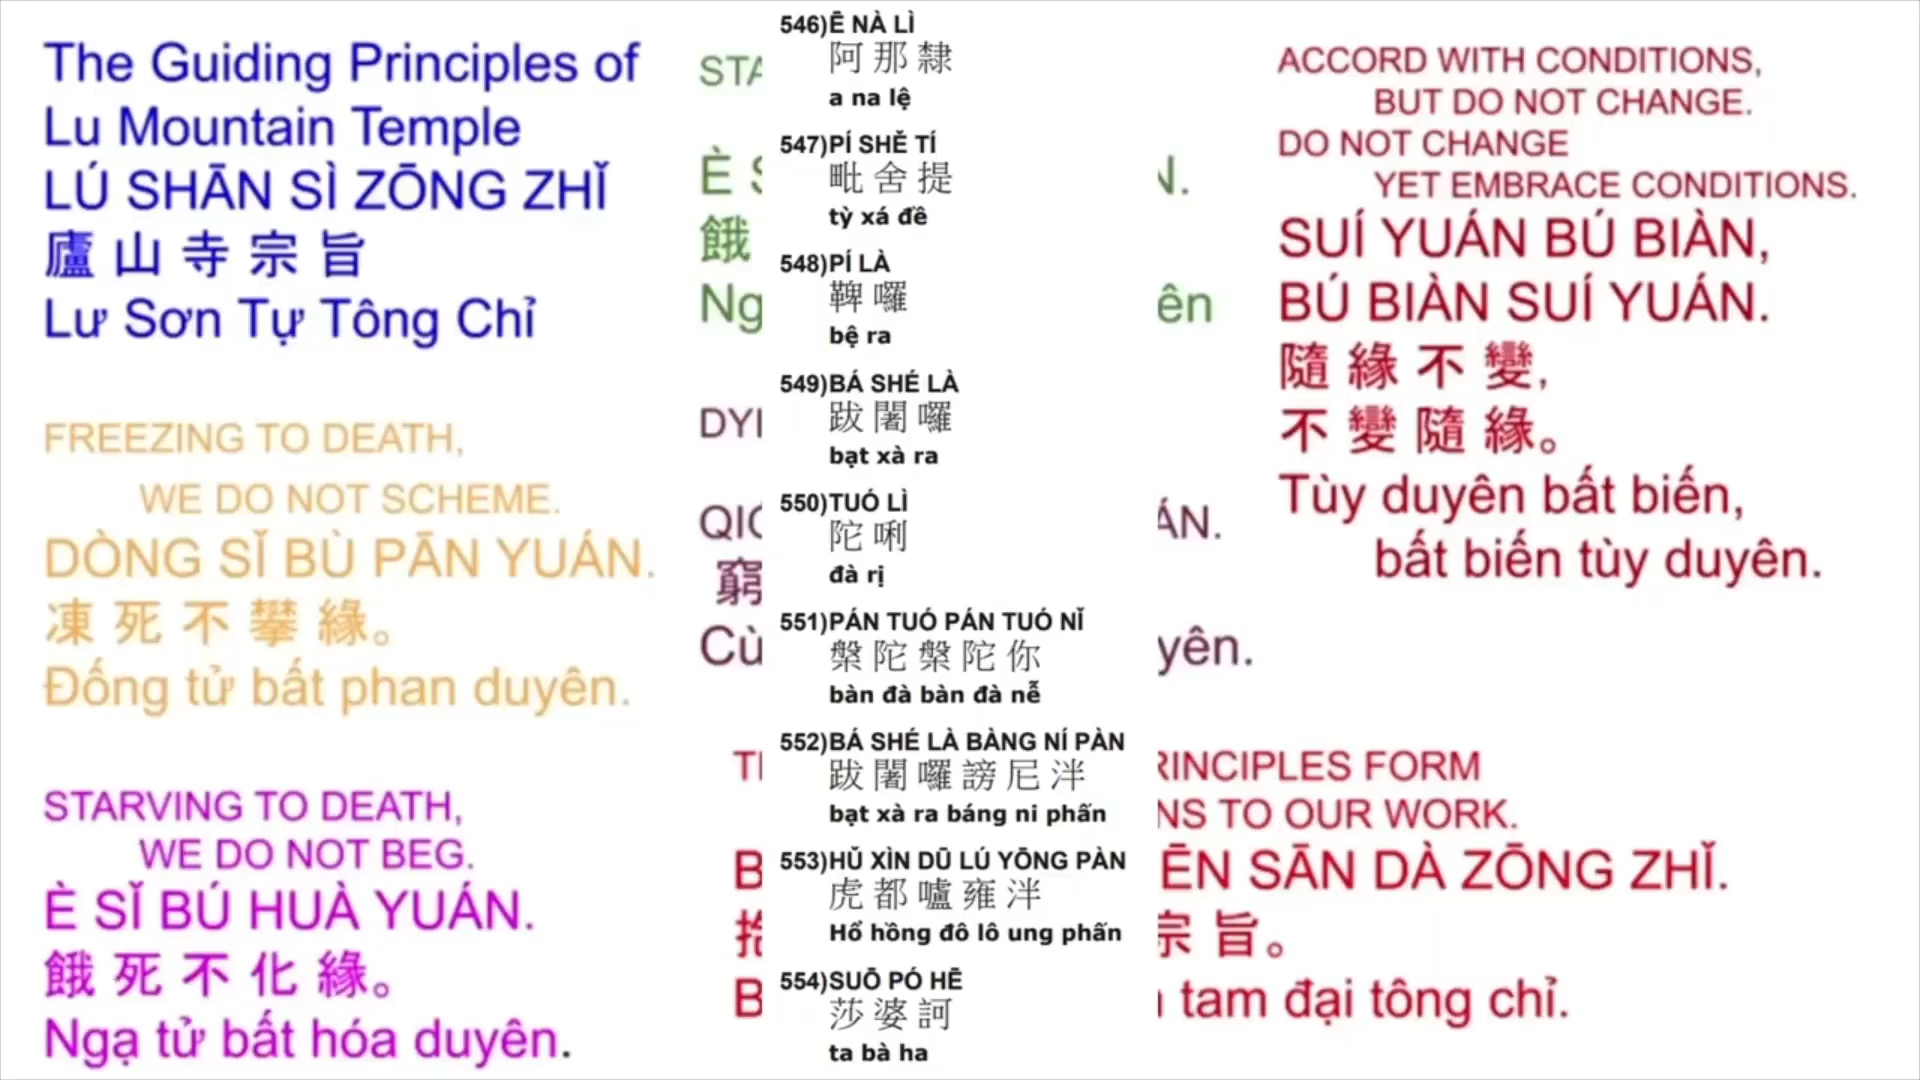 The Guiding Principles of
Lu Mountain Temple
LÚ SHĀN SÌ ZŌNG ZHǏ
廬 山 寺 宗 旨
Lư Sơn Tự Tông Chỉ
FREEZING TO DEATH,
WE DO NOT SCHEME.
DÒNG SǏ BÙ PĀN YUÁN.
凍 死 不 攀 緣。
Đống tử bất phan duyên.
STARVING TO DEATH,
WE DO NOT BEG.
È SǏ BÚ HUÀ YUÁN.
餓 死 不 化 緣。
Ngạ tử bất hóa duyên.
È
餓
546)Ē NÀ LÌ
阿 那 隸
a na lệ
547)PÍ SHĚ TÍ
毗 舍 提
tỳ xá đề
548)PÍ LÀ
鞞 囉
bệ ra
549)BÁ SHÉ LÀ
跋 闍 囉
bạt xà ra
550)TUÓ LÌ
陀 唎
đà rị
551)PÁN TUÓ PÁN TUÓ NǏ
槃 陀 槃 陀 你
bàn đà bàn đà nễ
552)BÁ SHÉ LÀ BÀNG NÍ PÀN
跋 闍 囉 謗 尼 泮
bạt xà ra báng ni phấn
553)HǓ XÌN DŪ LÚ YŌNG PÀN
虎 都 嚧 雍 泮
Hổ hồng đô lô ung phấn
554)SUŌ PÓ HĒ
莎 婆 訶
ta bà ha
ACCORD WITH CONDITIONS,
BUT DO NOT CHANGE.
DO NOT CHANGE
YET EMBRACE CONDITIONS.
SUÍ YUÁN BÚ BIÀN,
BÚ BIÀN SUÍ YUÁN.
隨 緣 不 變,
不 變 隨 緣。
Tùy duyên bất biến,
bất biến tùy duyên.
FORM
TO OUR WORK.
SĀN DÀ ZŌNG ZHǏ.
宗 旨。
tam đại tông chỉ.